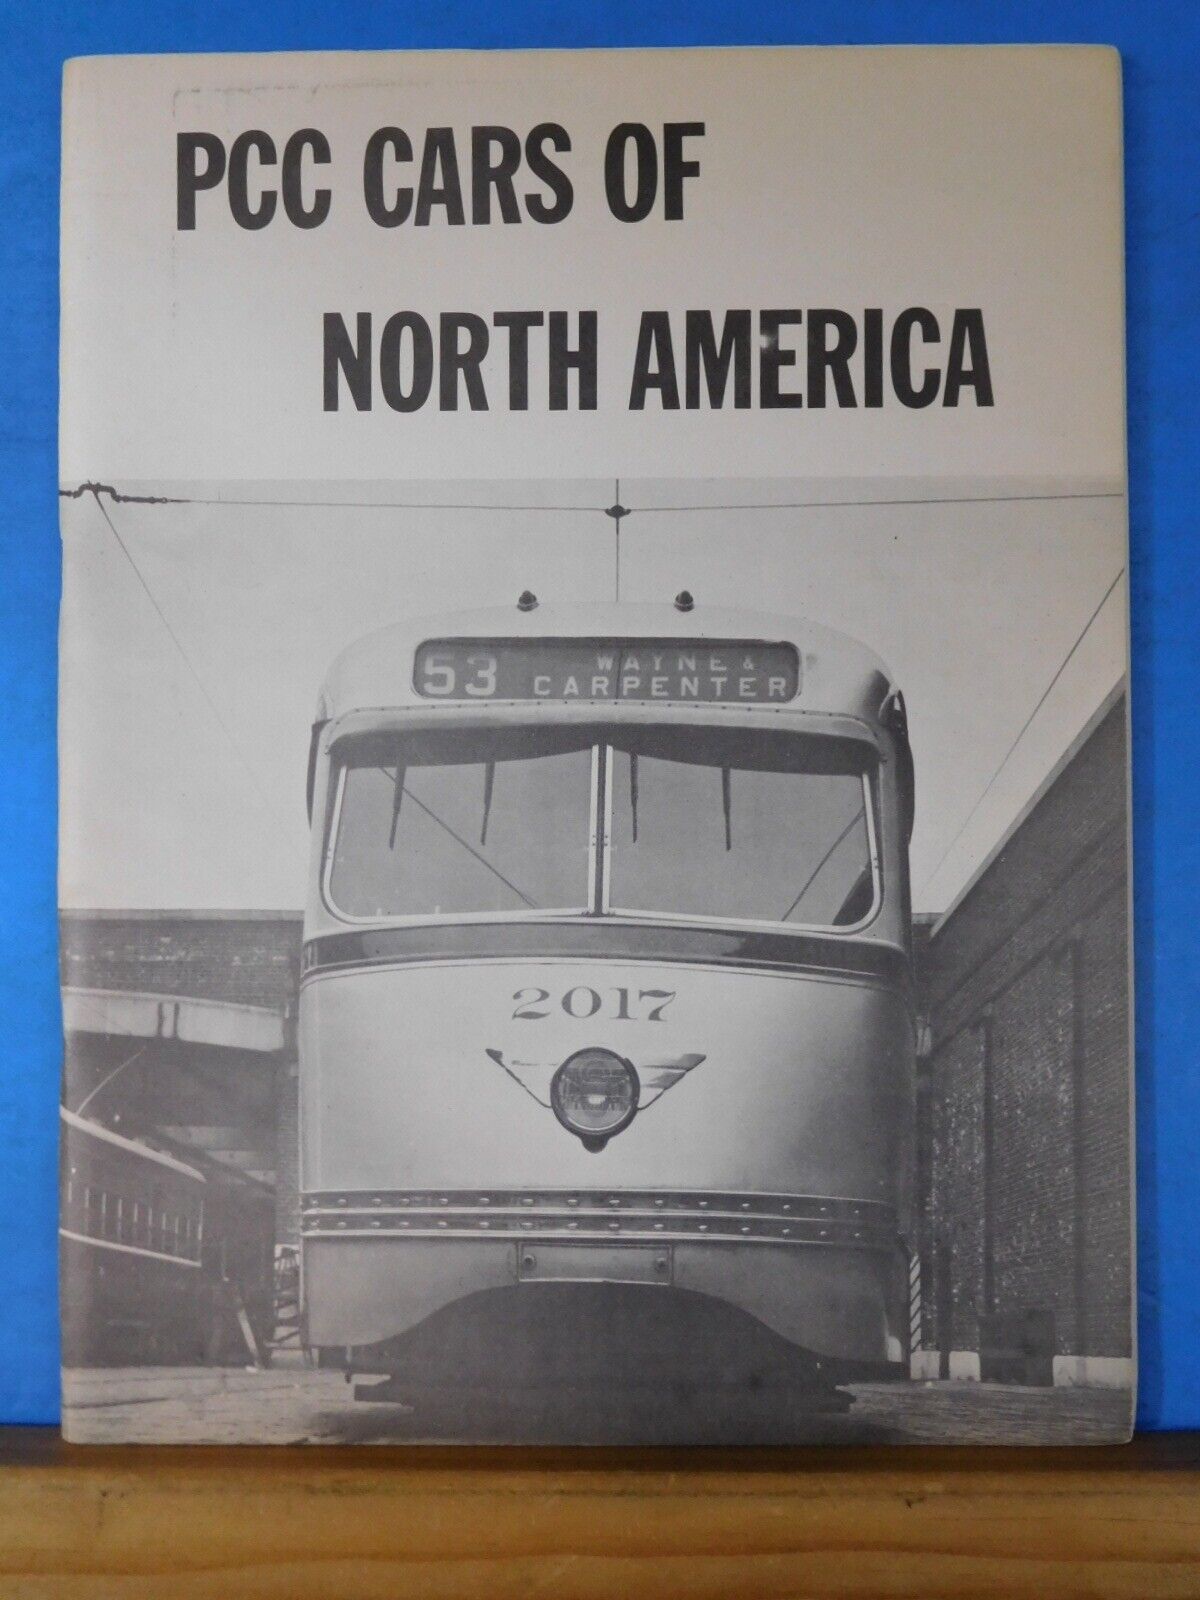 PCC CARS OF
NORTH AMERICA
53 WAYNE &
CARPENTER
2017